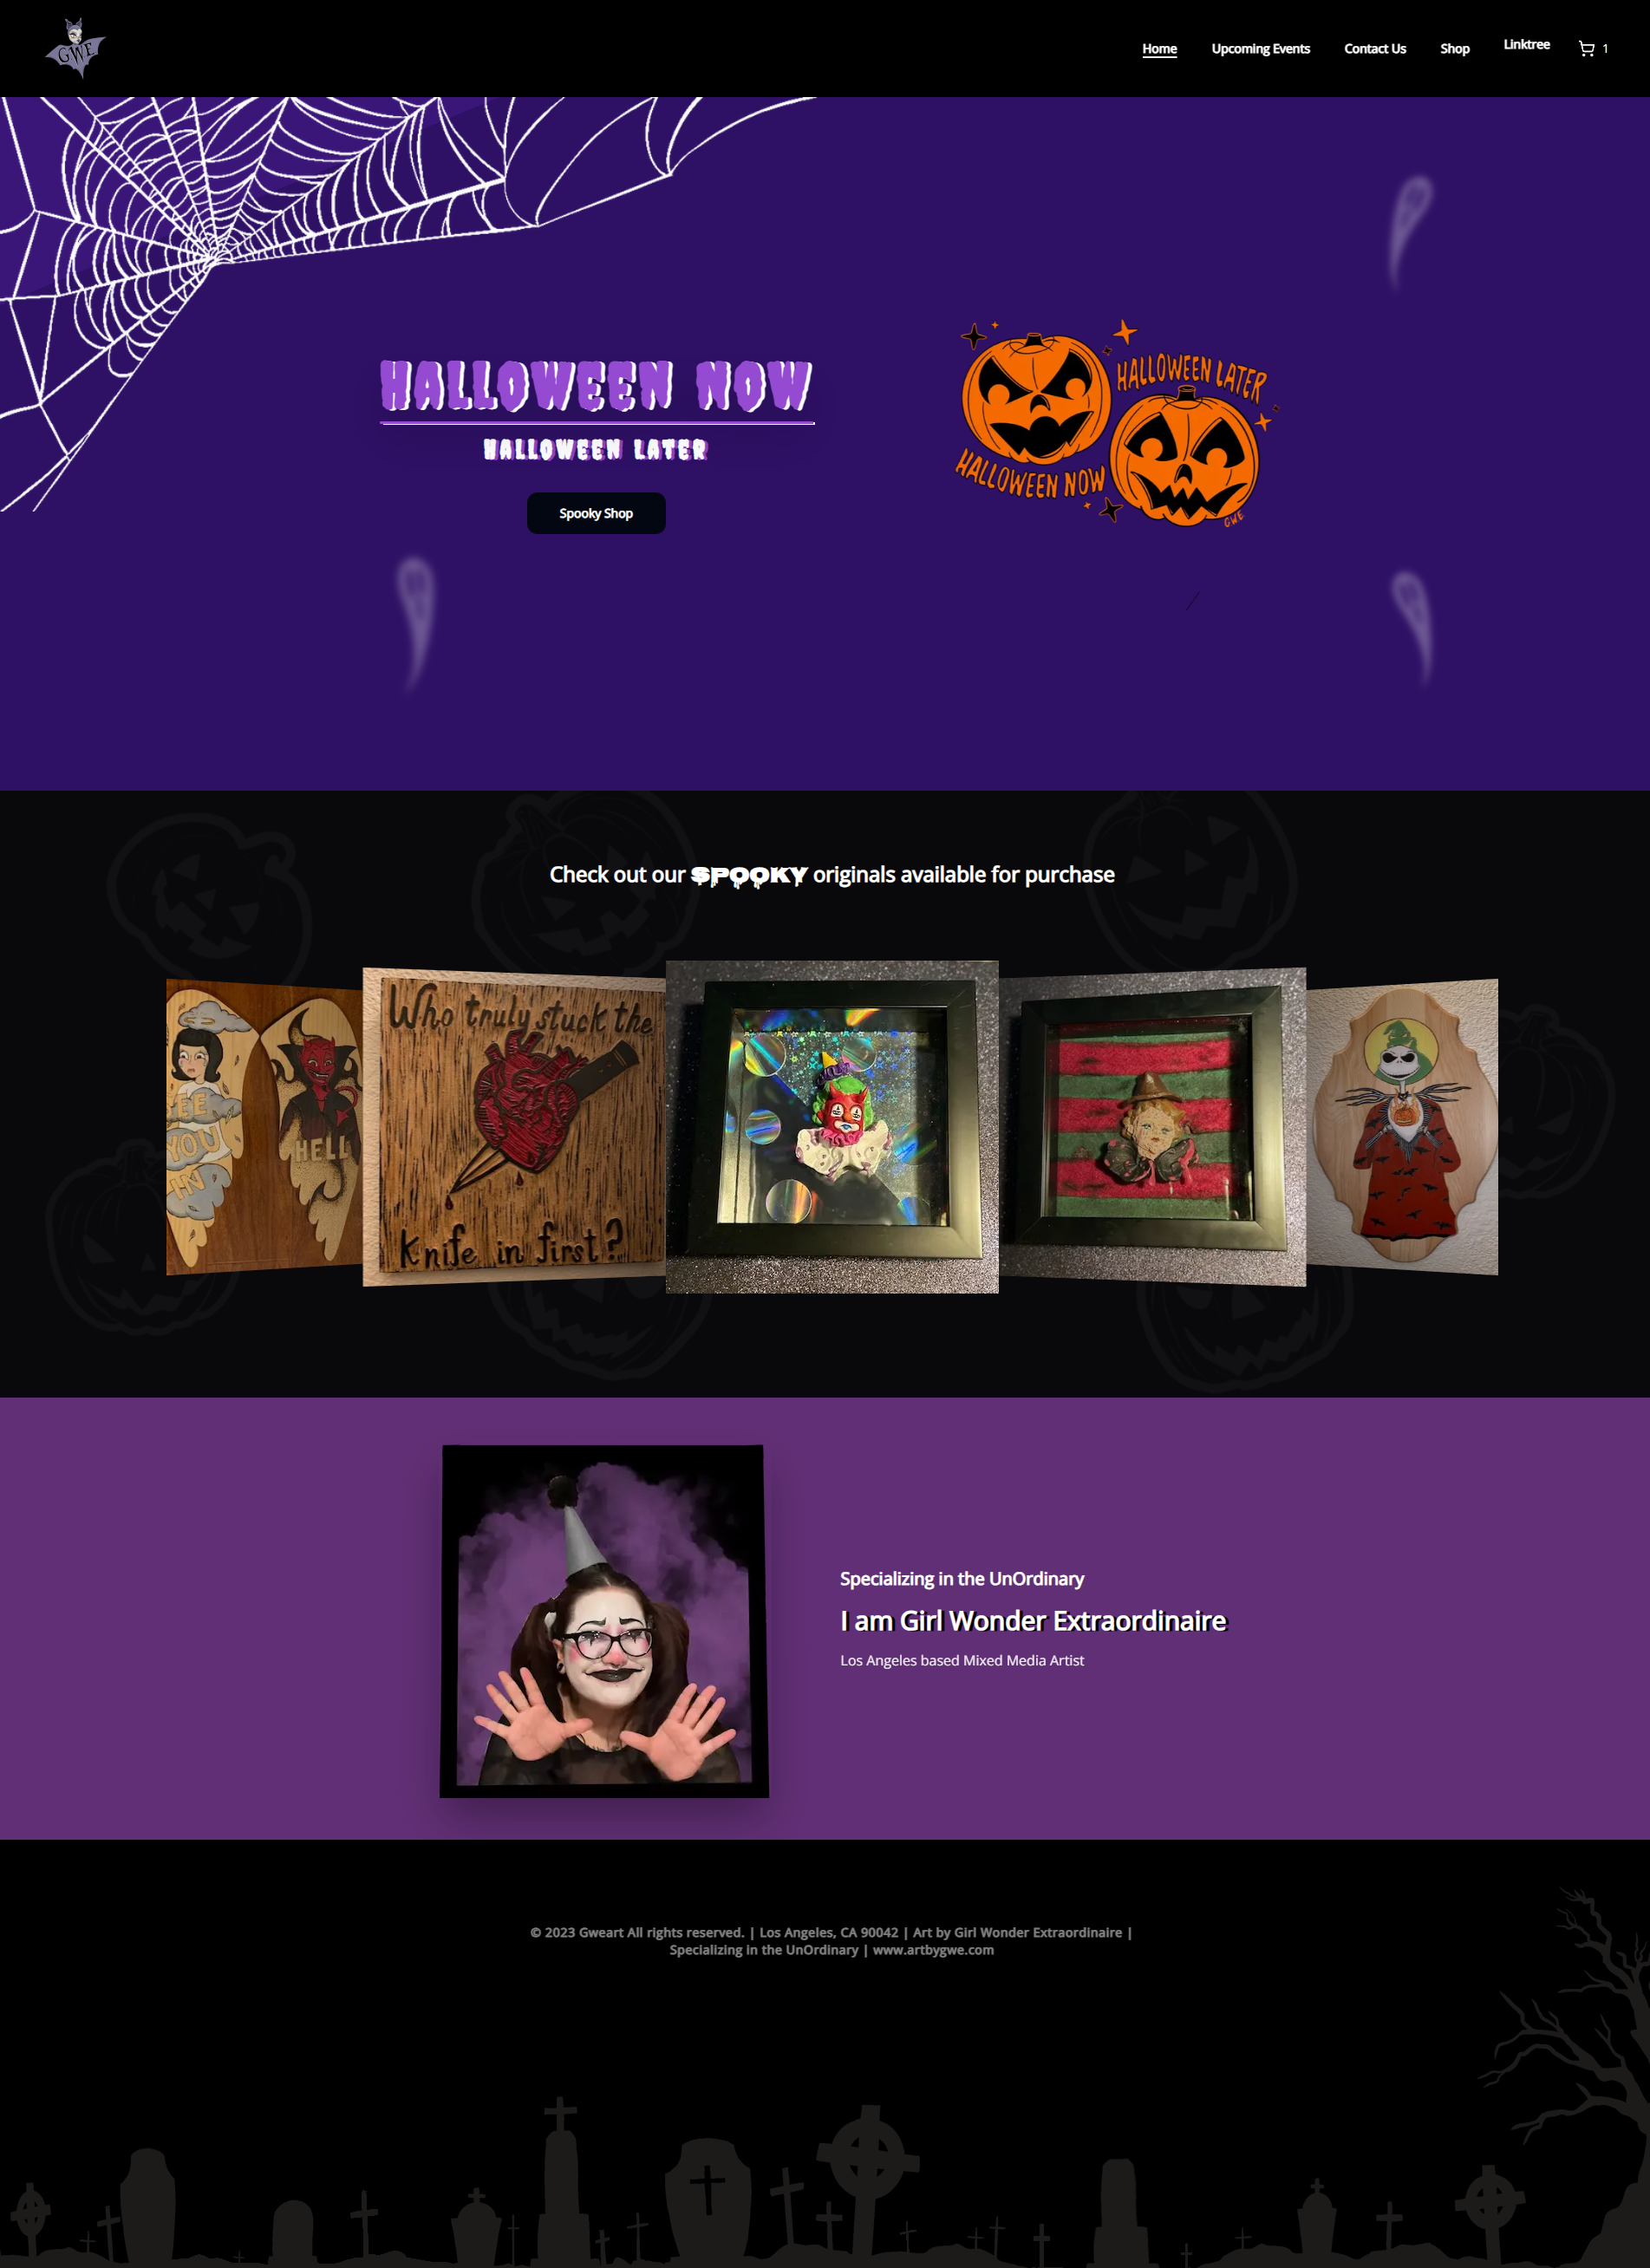 GWE
Home Upcoming Events Contact Us Shop Linktree 1
HALLOWEEN NOW
HALLOWEEN LATER
Spooky Shop
HALLOWEEN LATER
HALLOWEEN NOW
GWE
Check out our SPOOKY originals available for purchase
SEE
YOU
IN
HELL
Who truly stuck the
Knife in first?
Specializing in the UnOrdinary
I am Girl Wonder Extraordinaire
Los Angeles based Mixed Media Artist
© 2023 Gweart All rights reserved. | Los Angeles, CA 90042 | Art by Girl Wonder Extraordinaire |
Specializing in the UnOrdinary | www.artbygwe.com